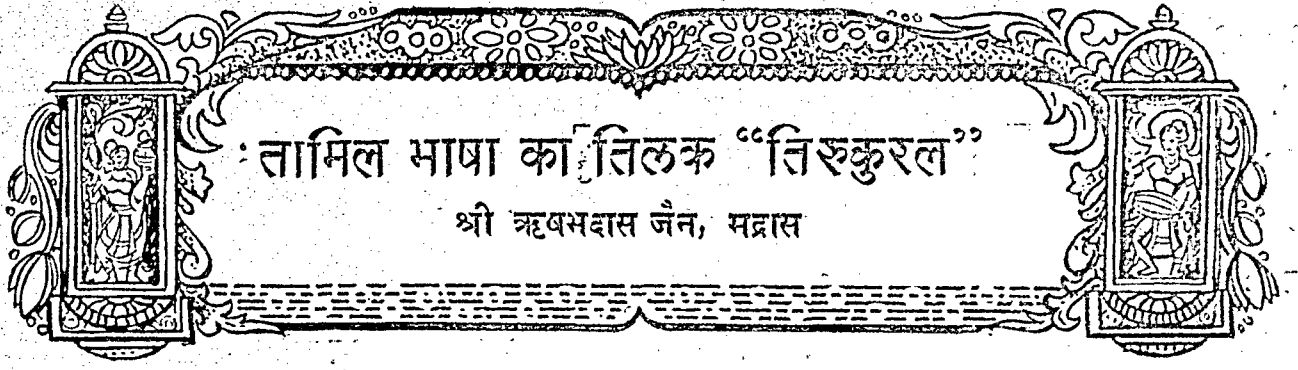 तामिल भाषा का तिलक “तिरुकुरल”
श्री ऋषभदास जैन, मद्रास